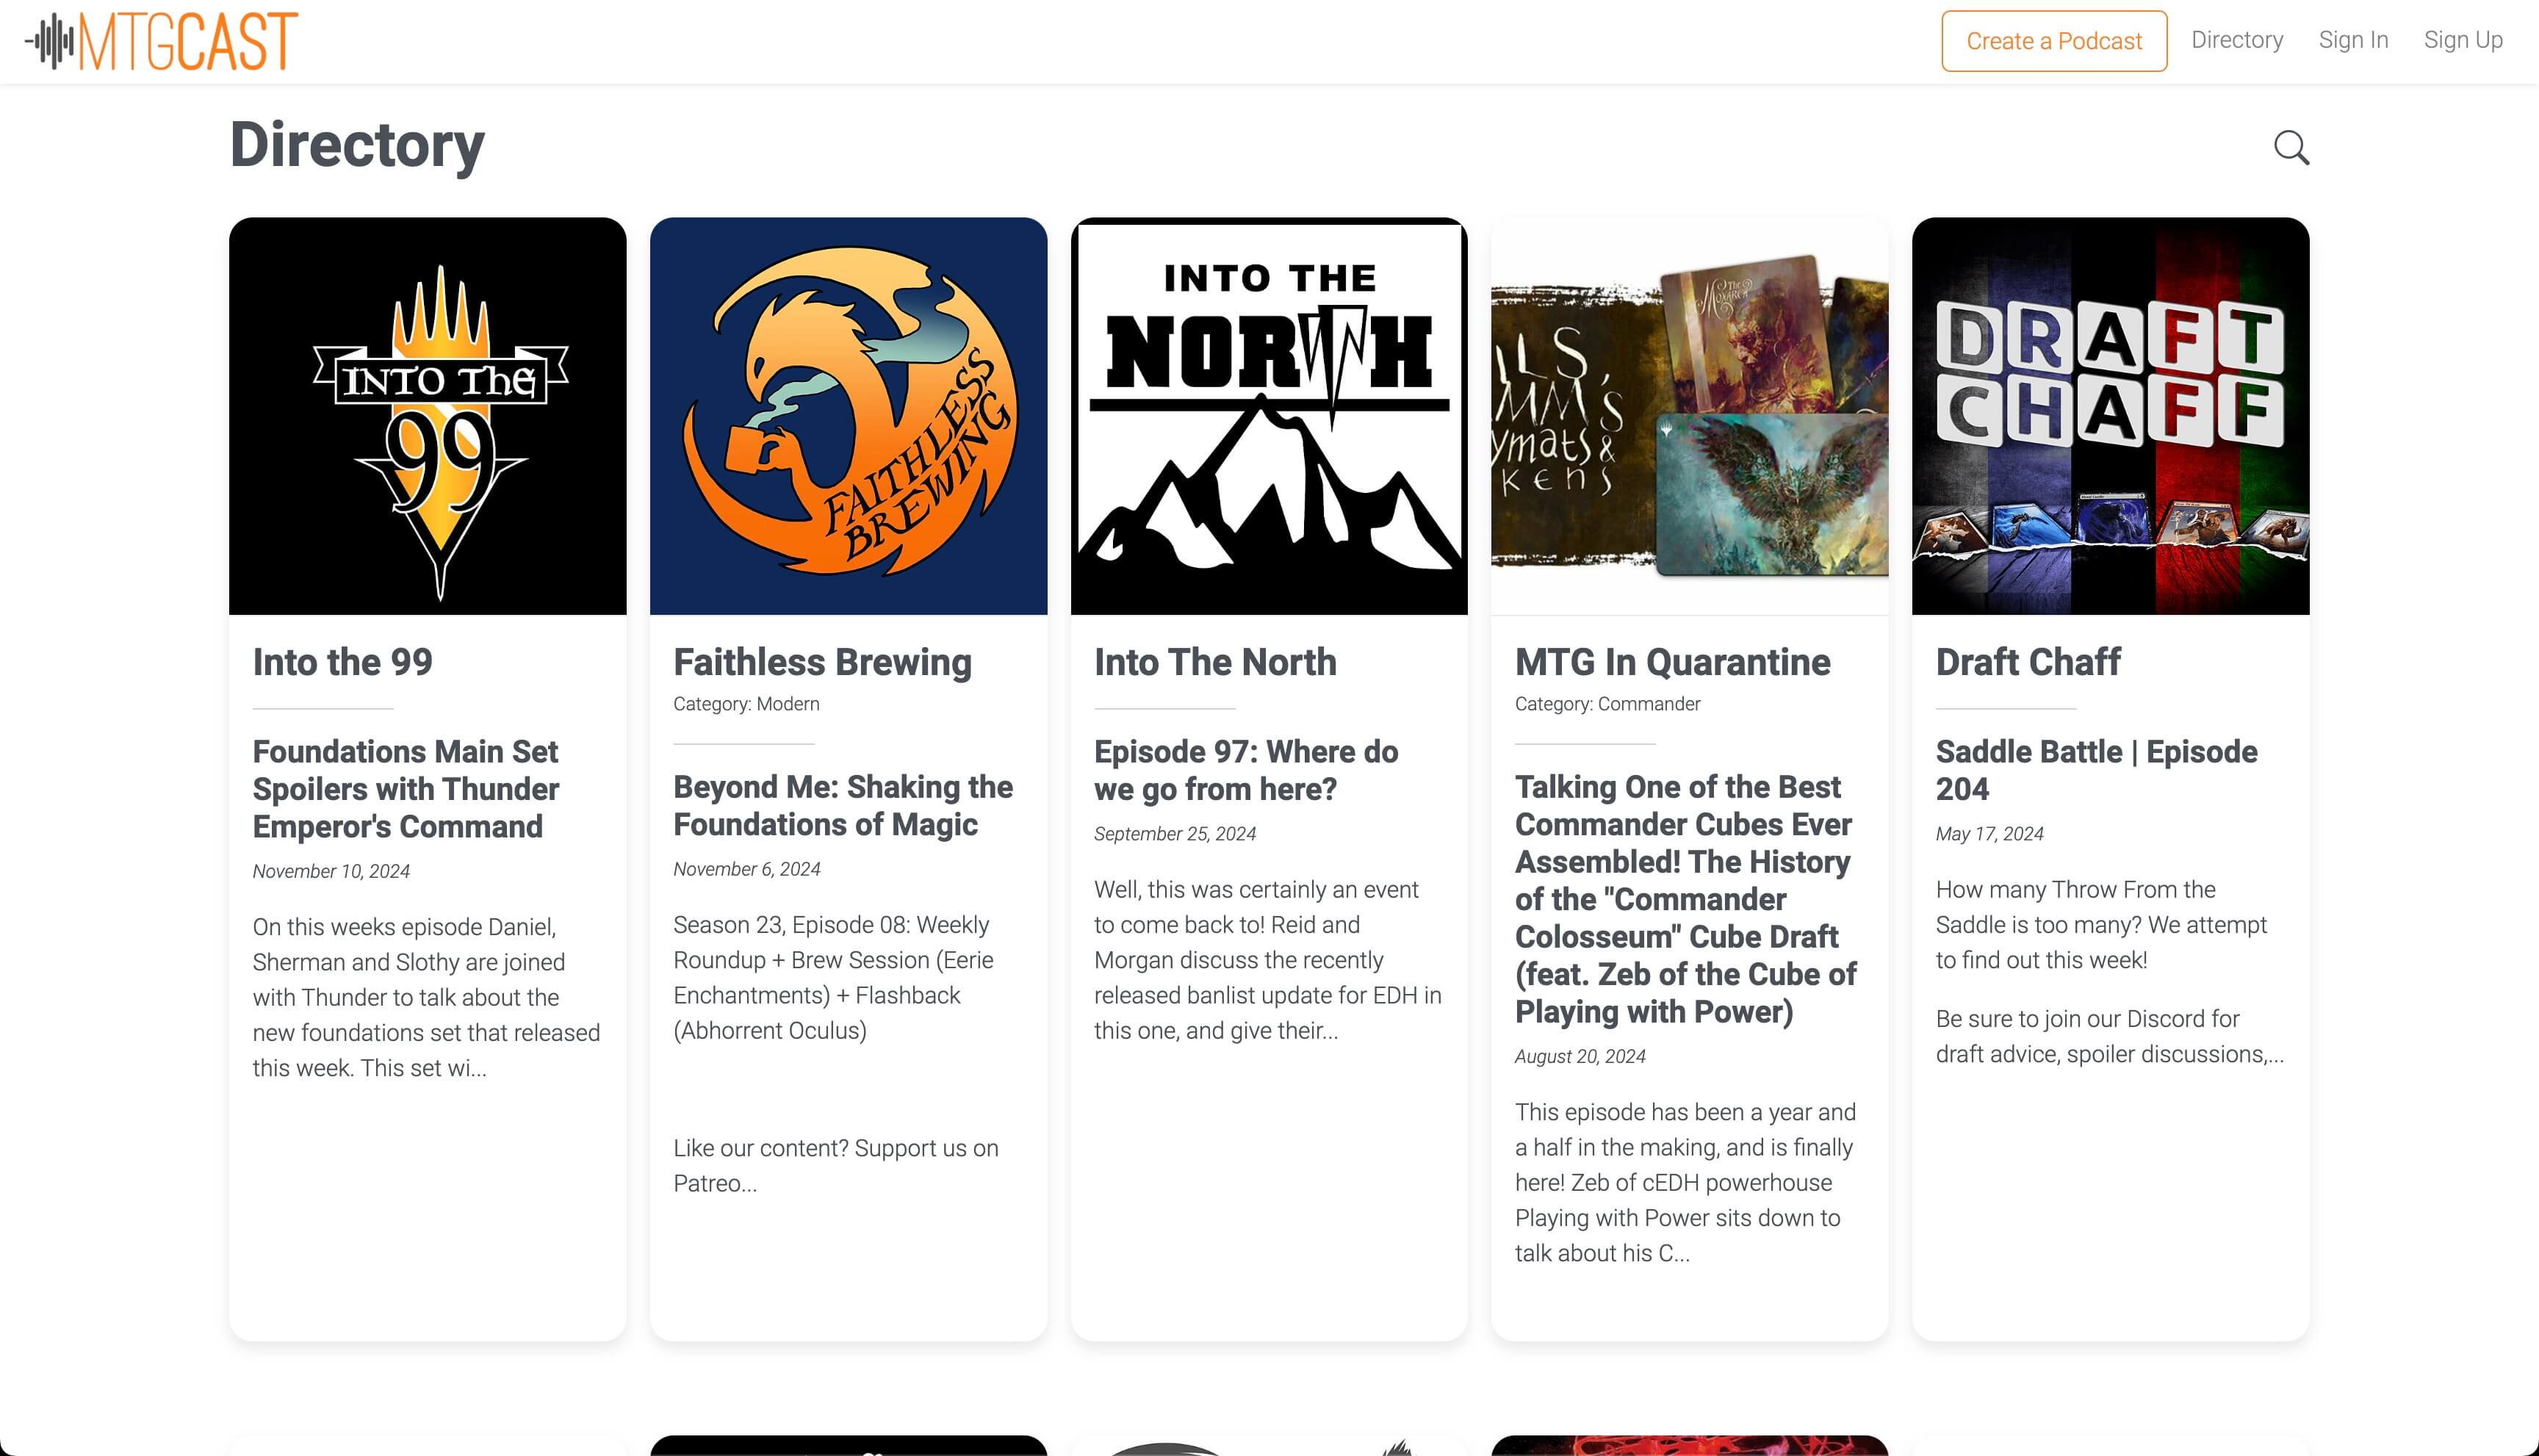 MTGCAST
Create a Podcast
Directory
Sign In
Sign Up
Directory
INTO THE
99
FAITHLESS
BREWING
INTO THE
NORTH
The
MONARCH
ILS,
MM's
ymats &
kens
DRAFT
CHAFF
Into the 99
Foundations Main Set
Spoilers with Thunder
Emperor's Command
November 10, 2024
On this weeks episode Daniel,
Sherman and Slothy are joined
with Thunder to talk about the
new foundations set that released
this week. This set wi...
Faithless Brewing
Category: Modern
Beyond Me: Shaking the
Foundations of Magic
November 6, 2024
Season 23, Episode 08: Weekly
Roundup + Brew Session (Eerie
Enchantments) + Flashback
(Abhorrent Oculus)
Like our content? Support us on
Patreo...
Into The North
Episode 97: Where do
we go from here?
September 25, 2024
Well, this was certainly an event
to come back to! Reid and
Morgan discuss the recently
released banlist update for EDH in
this one, and give their...
MTG In Quarantine
Category: Commander
Talking One of the Best
Commander Cubes Ever
Assembled! The History
of the "Commander
Colosseum" Cube Draft
(feat. Zeb of the Cube of
Playing with Power)
August 20, 2024
This episode has been a year and
a half in the making, and is finally
here! Zeb of cEDH powerhouse
Playing with Power sits down to
talk about his C...
Draft Chaff
Saddle Battle | Episode
204
May 17, 2024
How many Throw From the
Saddle is too many? We attempt
to find out this week!
Be sure to join our Discord for
draft advice, spoiler discussions,...